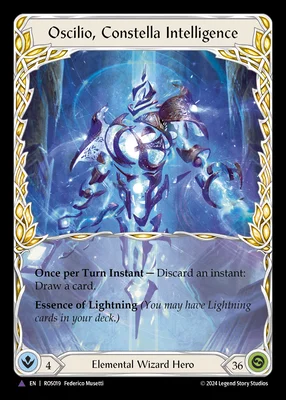 Oscilio, Constella Intelligence
Once per Turn Instant — Discard an instant:
Draw a card.
Essence of Lightning (You may have Lightning
cards in your deck.)
4 Elemental Wizard Hero 36
EN | ROS019 Federico Musetti © 2024 Legend Story Studios